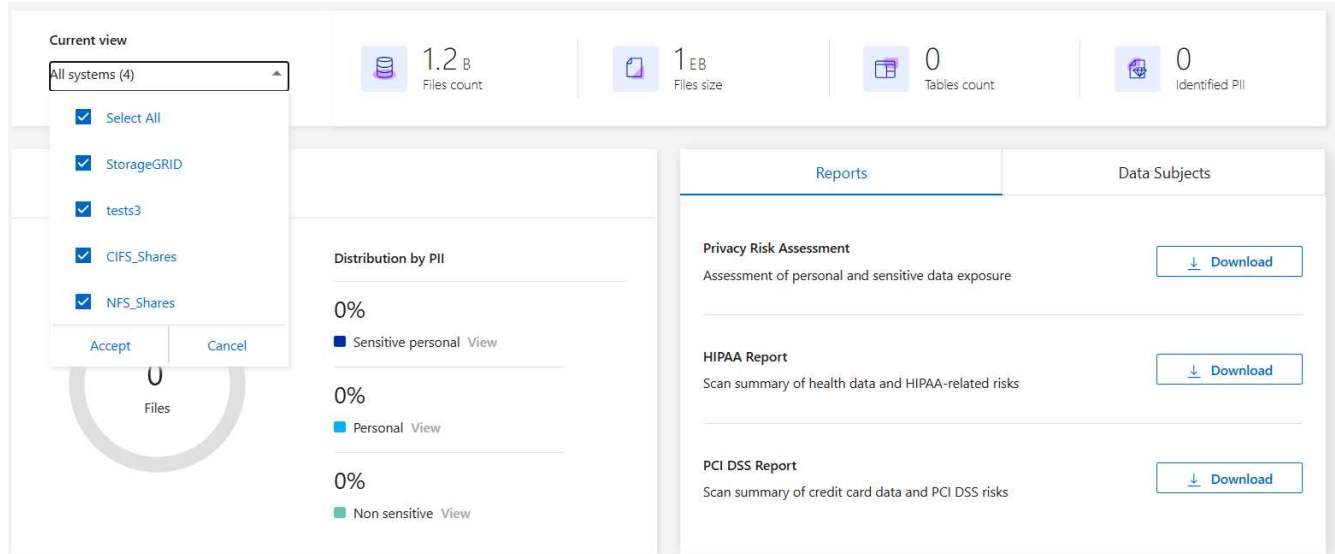 Current view
All systems (4)
Select All
StorageGRID
tests3
CIFS_Shares
NFS_Shares
Accept Cancel
1.2 B
Files count
1 EB
Files size
0
Tables count
0
Identified PII
0
Files
Distribution by PII
0%
Sensitive personal View
0%
Personal View
0%
Non sensitive View
Reports Data Subjects
Privacy Risk Assessment
Assessment of personal and sensitive data exposure
Download
HIPAA Report
Scan summary of health data and HIPAA-related risks
Download
PCI DSS Report
Scan summary of credit card data and PCI DSS risks
Download